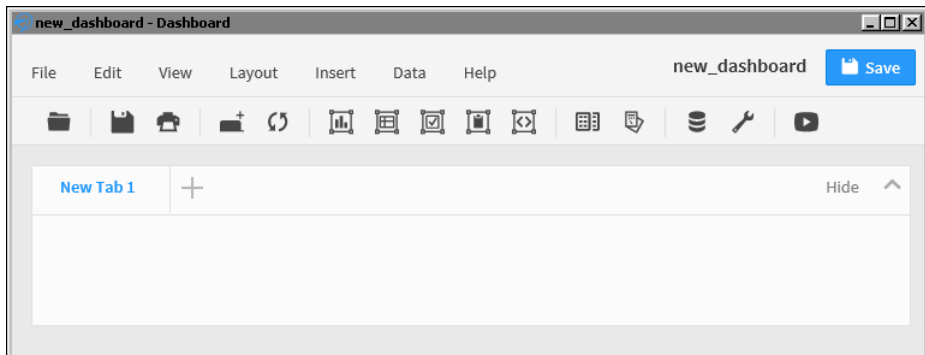 new_dashboard - Dashboard
File Edit View Layout Insert Data Help new_dashboard Save
New Tab 1 Hide